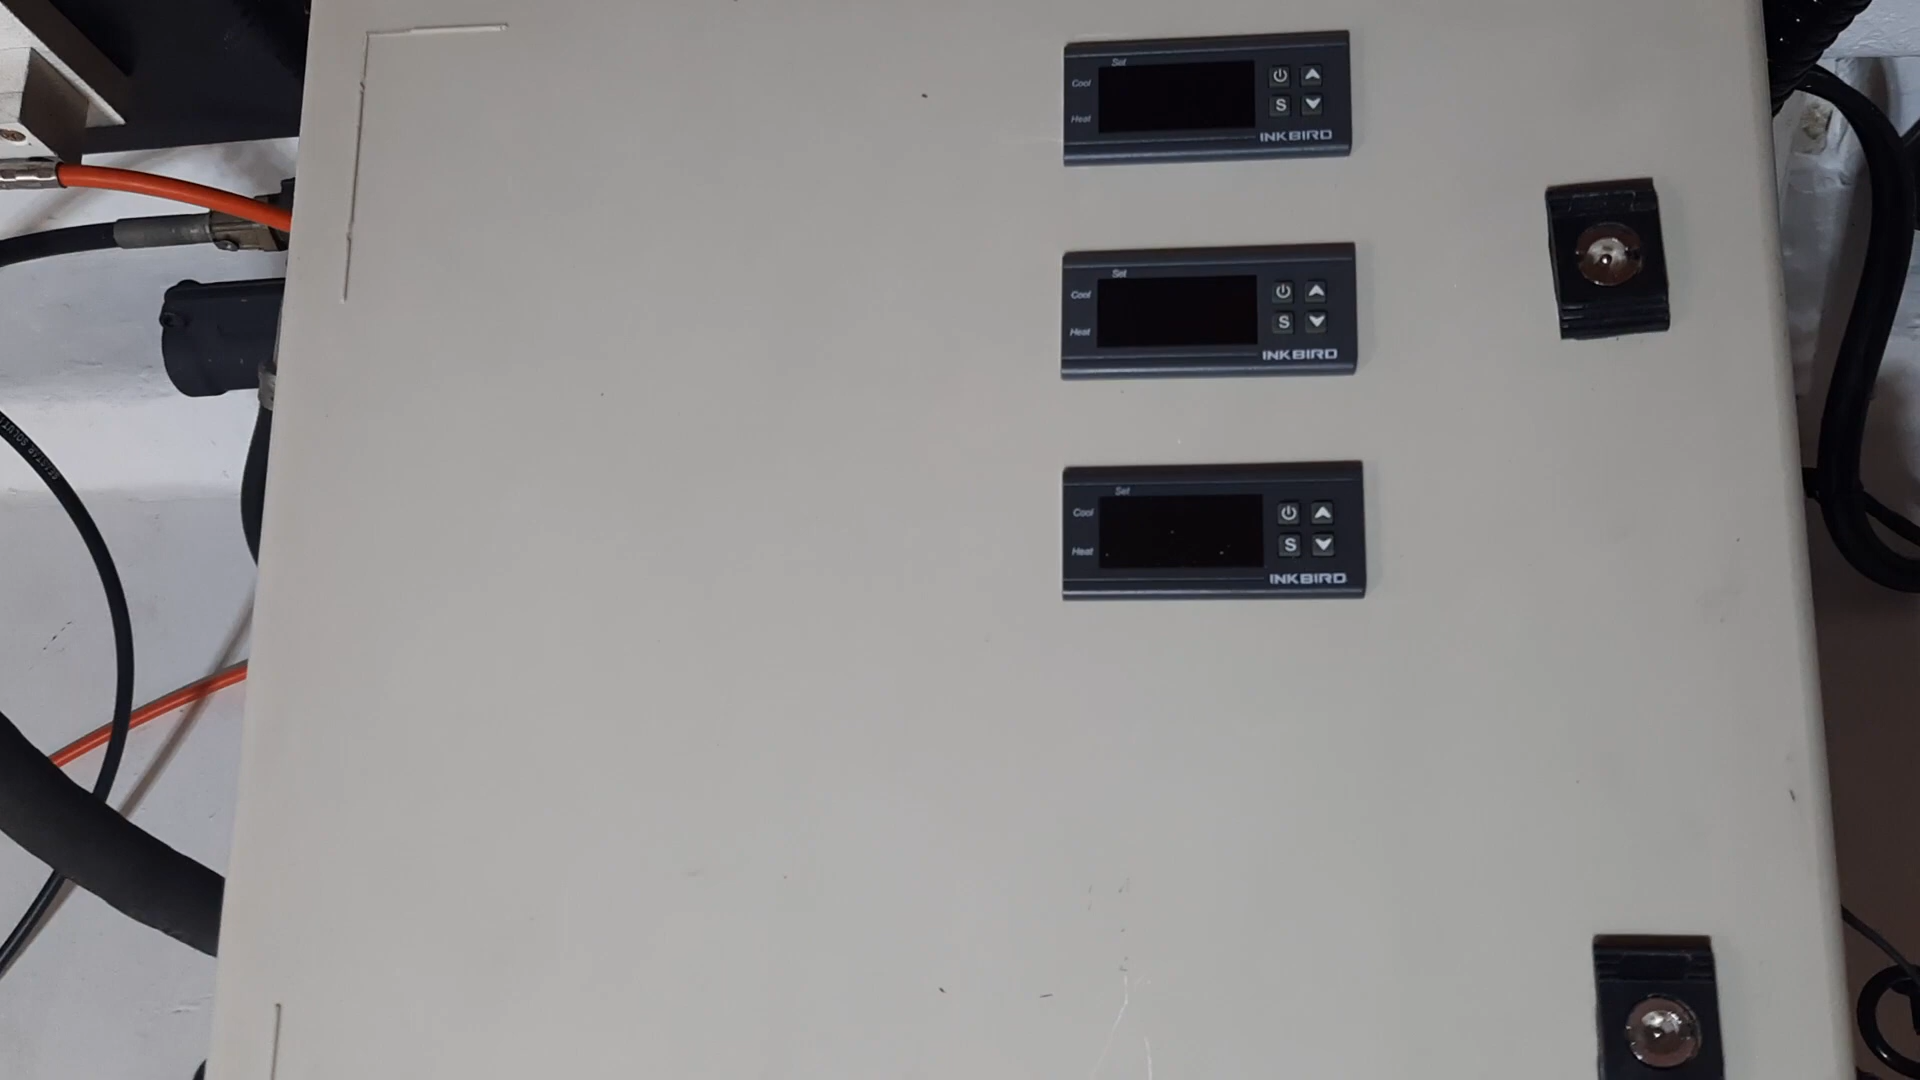 Set
Cool
Heat
S
INKBIRD
Set
Cool
Heat
S
INKBIRD
Set
Cool
Heat
S
INKBIRD